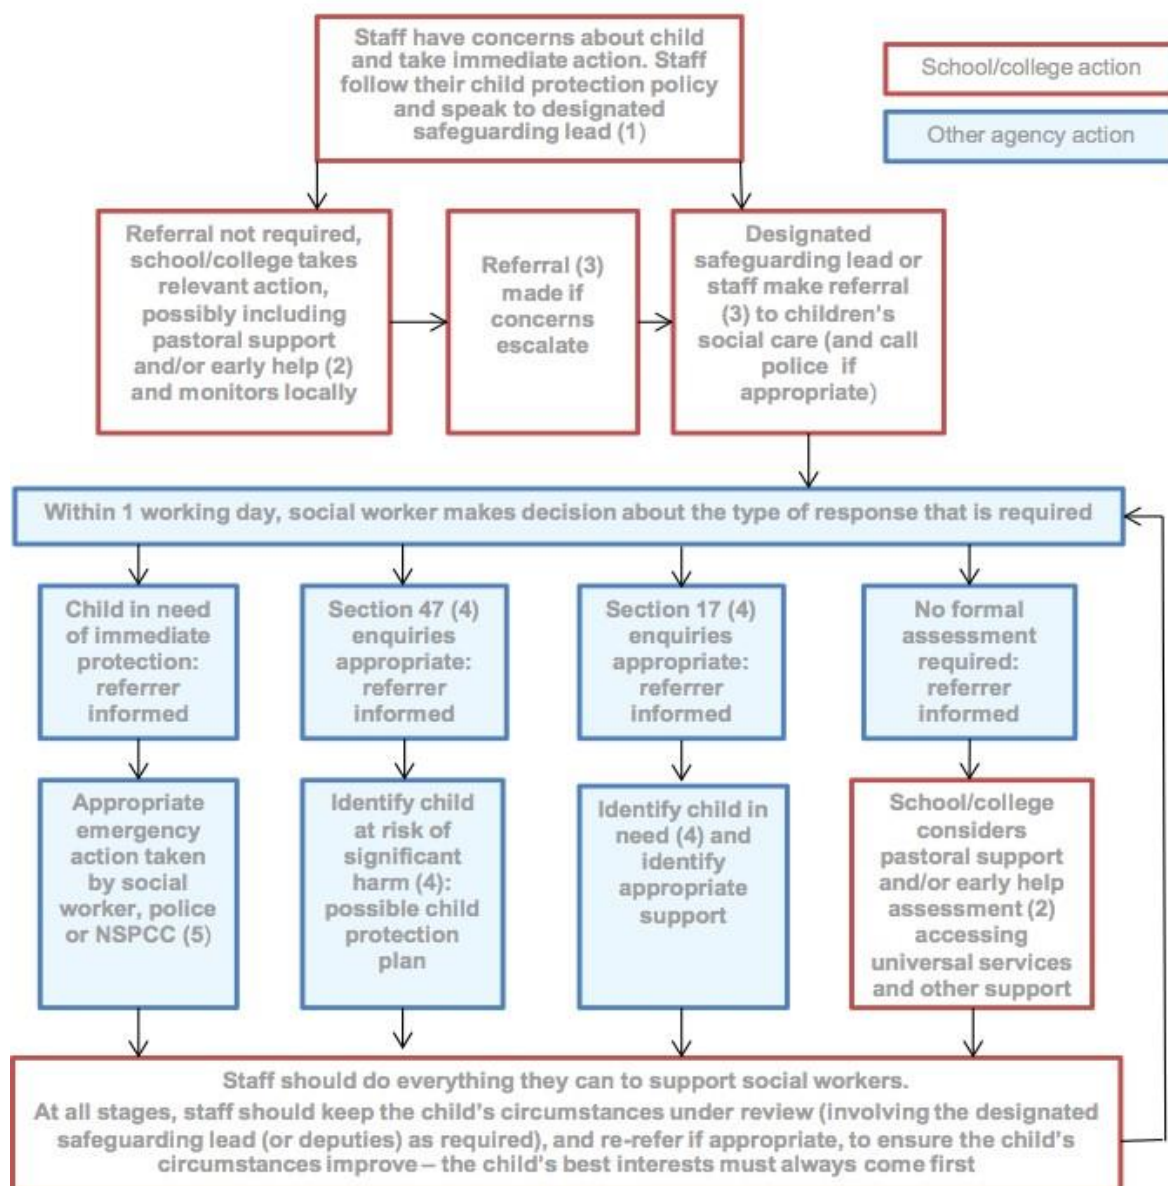 Staff have concerns about child
and take immediate action. Staff
follow their child protection policy
and speak to designated
safeguarding lead (1)
School/college action
Other agency action
Referral not required,
school/college takes
relevant action,
possibly including
pastoral support
and/or early help (2)
and monitors locally
Referral (3)
made if
concerns
escalate
Designated
safeguarding lead or
staff make referral
(3) to children's
social care (and call
police if
appropriate)
Within 1 working day, social worker makes decision about the type of response that is required
Child in need
of immediate
protection:
referrer
informed
Section 47 (4)
enquiries
appropriate:
referrer
informed
Section 17 (4)
enquiries
appropriate:
referrer
informed
No formal
assessment
required:
referrer
informed
Appropriate
emergency
action taken
by social
worker, police
or NSPCC (5)
Identify child
at risk of
significant
harm (4):
possible child
protection
plan
Identify child in
need (4) and
identify
appropriate
support
School/college
considers
pastoral support
and/or early help
assessment (2)
accessing
universal services
and other support
Staff should do everything they can to support social workers.
At all stages, staff should keep the child's circumstances under review (involving the designated
safeguarding lead (or deputies) as required), and re-refer if appropriate, to ensure the child's
circumstances improve – the child's best interests must always come first